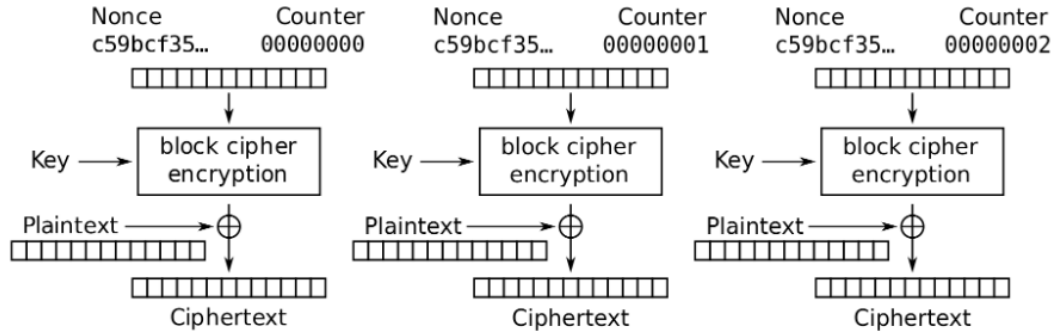 Nonce Counter Nonce Counter Nonce Counter
c59bcf35… 00000000 c59bcf35… 00000001 c59bcf35… 00000002
block cipher block cipher block cipher
Key encryption Key encryption Key encryption
Plaintext Plaintext Plaintext
Ciphertext Ciphertext Ciphertext